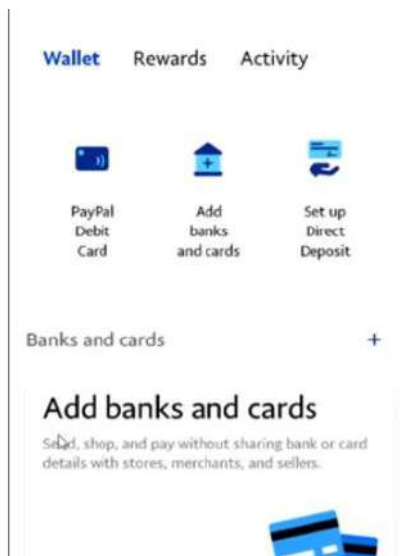 Wallet Rewards Activity
PayPal Add Set up
Debit banks Direct
Card and cards Deposit
Banks and cards +
Add banks and cards
Send, shop, and pay without sharing bank or card
details with stores, merchants, and sellers.